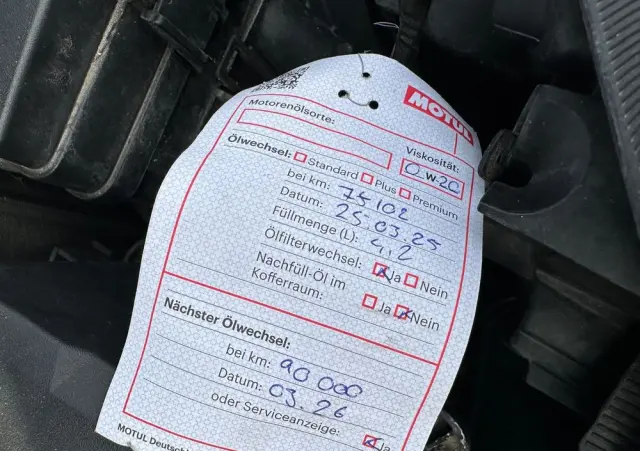 MOTUL
Motorenölsorte:
Viskosität:
0 W-20
Ölwechsel: Standard Plus Premium
bei km: 75102
Datum: 25.03.25
Füllmenge (L): 4,2
Ölfilterwechsel: Ja Nein
Nachfüll-Öl im
Kofferraum: Ja Nein
Nächster Ölwechsel:
bei km: 90 000
Datum: 03.26
oder Serviceanzeige: Ja
MOTUL